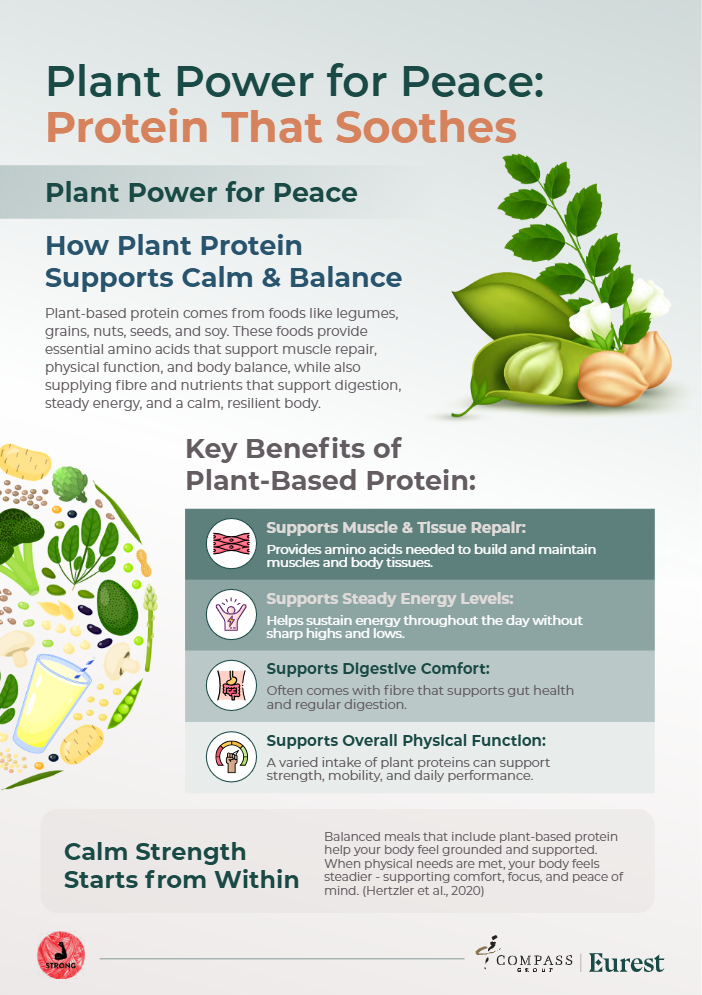 Plant Power for Peace:
Protein That Soothes
Plant Power for Peace
How Plant Protein
Supports Calm & Balance
Plant-based protein comes from foods like legumes,
grains, nuts, seeds, and soy. These foods provide
essential amino acids that support muscle repair,
physical function, and body balance, while also
supplying fibre and nutrients that support digestion,
steady energy, and a calm, resilient body.
Key Benefits of
Plant-Based Protein:
Supports Muscle & Tissue Repair:
Provides amino acids needed to build and maintain
muscles and body tissues.
Supports Steady Energy Levels:
Helps sustain energy throughout the day without
sharp highs and lows.
Supports Digestive Comfort:
Often comes with fibre that supports gut health
and regular digestion.
Supports Overall Physical Function:
A varied intake of plant proteins can support
strength, mobility, and daily performance.
Calm Strength
Starts from Within
Balanced meals that include plant-based protein
help your body feel grounded and supported.
When physical needs are met, your body feels
steadier - supporting comfort, focus, and peace of
mind. (Hertzler et al., 2020)
STRONG
COMPASS
GROUP
Eurest